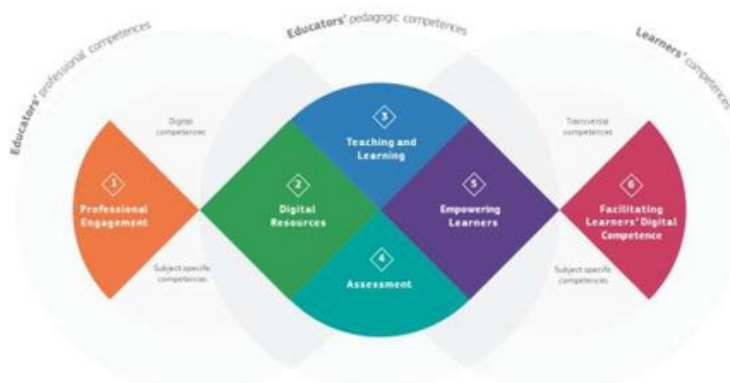 Educators' professional competences
Educators' pedagogic competences
Learners' competences
Digital
competences
Transversal
competences
1
Professional
Engagement
2
Digital
Resources
3
Teaching and
Learning
4
Assessment
5
Empowering
Learners
6
Facilitating
Learners' Digital
Competence
Subject specific
competences
Subject specific
competences